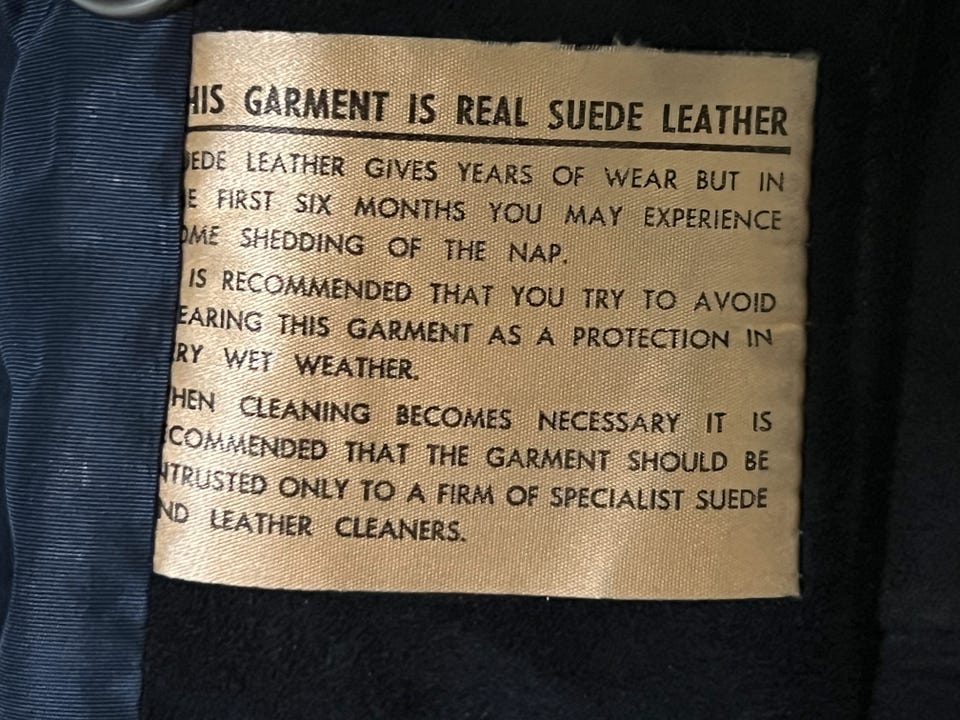 HIS GARMENT IS REAL SUEDE LEATHER
EDE LEATHER GIVES YEARS OF WEAR BUT IN
E FIRST SIX MONTHS YOU MAY EXPERIENCE
OME SHEDDING OF THE NAP.
IS RECOMMENDED THAT YOU TRY TO AVOID
EARING THIS GARMENT AS A PROTECTION IN
RY WET WEATHER.
HEN CLEANING BECOMES NECESSARY IT IS
COMMENDED THAT THE GARMENT SHOULD BE
NTRUSTED ONLY TO A FIRM OF SPECIALIST SUEDE
ND LEATHER CLEANERS.